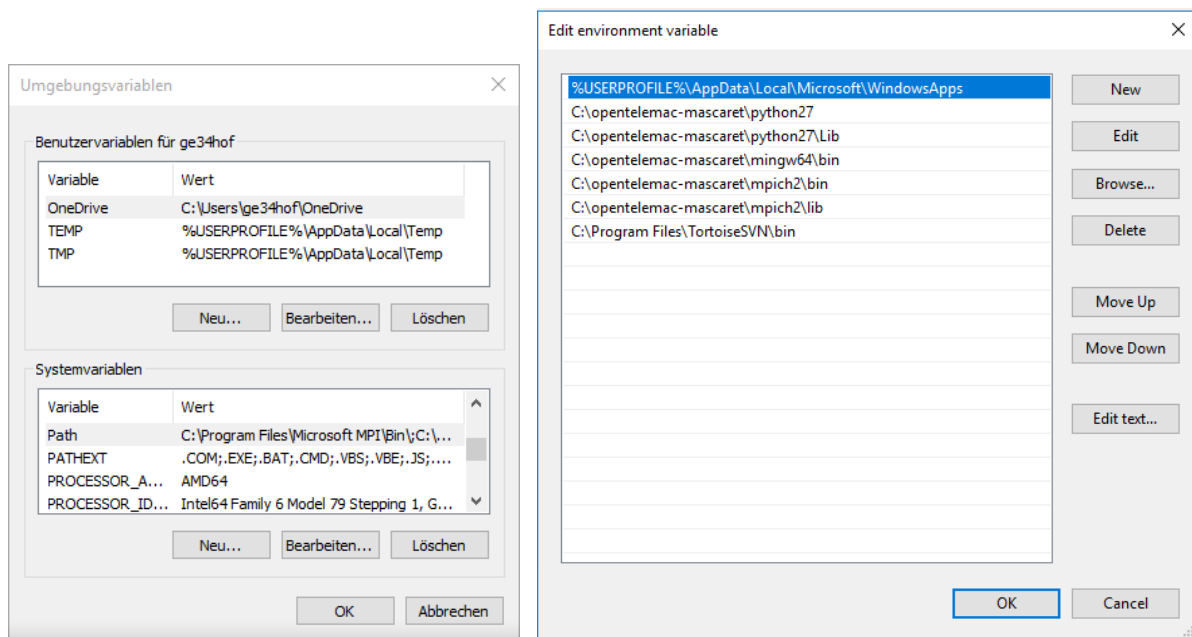 Umgebungsvariablen
Benutzervariablen für ge34hof
Variable Wert
OneDrive C:\Users\ge34hof\OneDrive
TEMP %USERPROFILE%\AppData\Local\Temp
TMP %USERPROFILE%\AppData\Local\Temp
Neu... Bearbeiten... Löschen
Systemvariablen
Variable Wert
Path C:\Program Files\Microsoft MPI\Bin\;C:\...
PATHEXT .COM;.EXE;.BAT;.CMD;.VBS;.VBE;.JS;....
PROCESSOR_A... AMD64
PROCESSOR_ID... Intel64 Family 6 Model 79 Stepping 1, G...
Neu... Bearbeiten... Löschen
OK Abbrechen
Edit environment variable
%USERPROFILE%\AppData\Local\Microsoft\WindowsApps
C:\opentelemac-mascaret\python27
C:\opentelemac-mascaret\python27\Lib
C:\opentelemac-mascaret\mingw64\bin
C:\opentelemac-mascaret\mpich2\bin
C:\opentelemac-mascaret\mpich2\lib
C:\Program Files\TortoiseSVN\bin
New
Edit
Browse...
Delete
Move Up
Move Down
Edit text...
OK Cancel